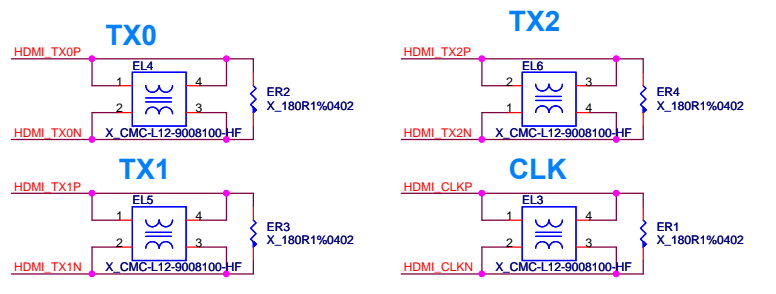 TX0
HDMI_TX0P
EL4
1
4
2
3
ER2
X_180R1%0402
HDMI_TX0N
X_CMC-L12-9008100-HF
TX2
HDMI_TX2P
EL6
2
3
1
4
ER4
X_180R1%0402
HDMI_TX2N
X_CMC-L12-9008100-HF
TX1
HDMI_TX1P
EL5
1
4
2
3
ER3
X_180R1%0402
HDMI_TX1N
X_CMC-L12-9008100-HF
CLK
HDMI_CLKP
EL3
1
4
2
3
ER1
X_180R1%0402
HDMI_CLKN
X_CMC-L12-9008100-HF